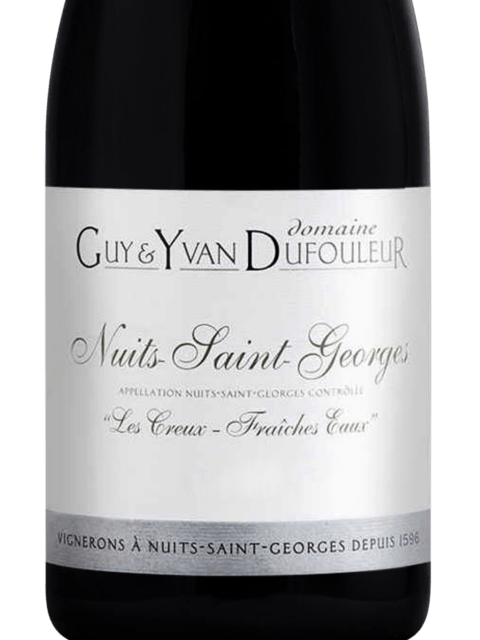 domaine
GUY & YVAN DUFOULEUR
Nuits-Saint-Georges
APPELLATION NUITS-SAINT-GEORGES CONTRÔLÉE
"Les Creux - Fraîches Eaux"
VIGNERONS À NUITS-SAINT-GEORGES DEPUIS 1596